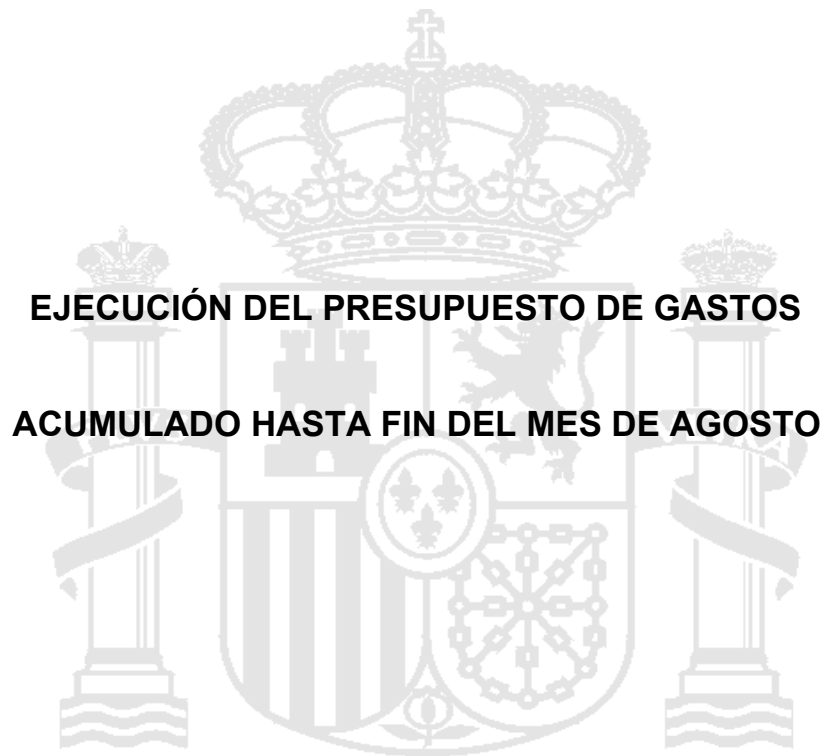 EJECUCIÓN DEL PRESUPUESTO DE GASTOS
ACUMULADO HASTA FIN DEL MES DE AGOSTO